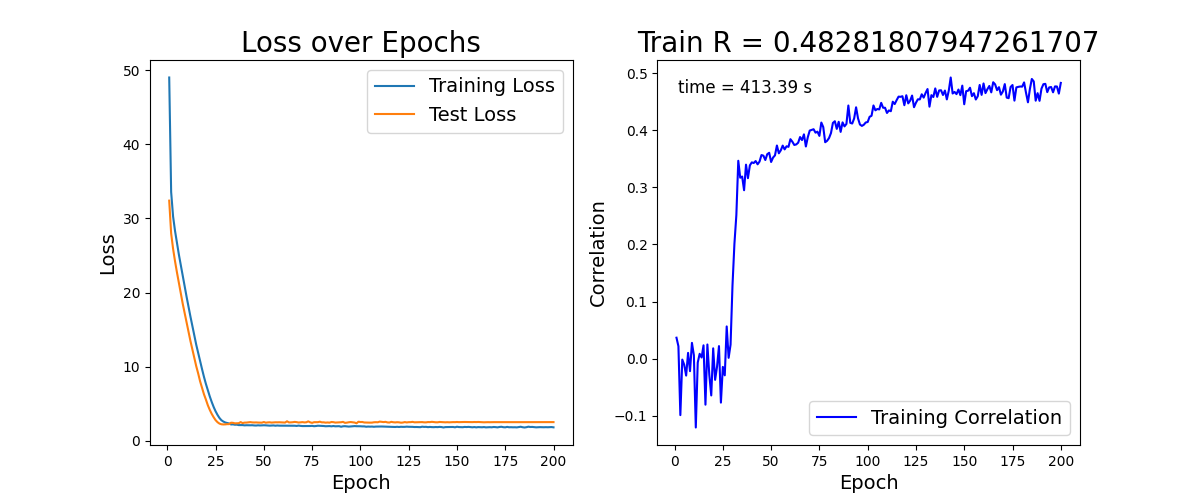 Loss over Epochs
Training Loss
Test Loss
50
40
30
20
10
0
Loss
0 25 50 75 100 125 150 175 200
Epoch
Train R = 0.48281807947261707
time = 413.39 s
0.5
0.4
0.3
0.2
0.1
0.0
−0.1
Correlation
Training Correlation
0 25 50 75 100 125 150 175 200
Epoch